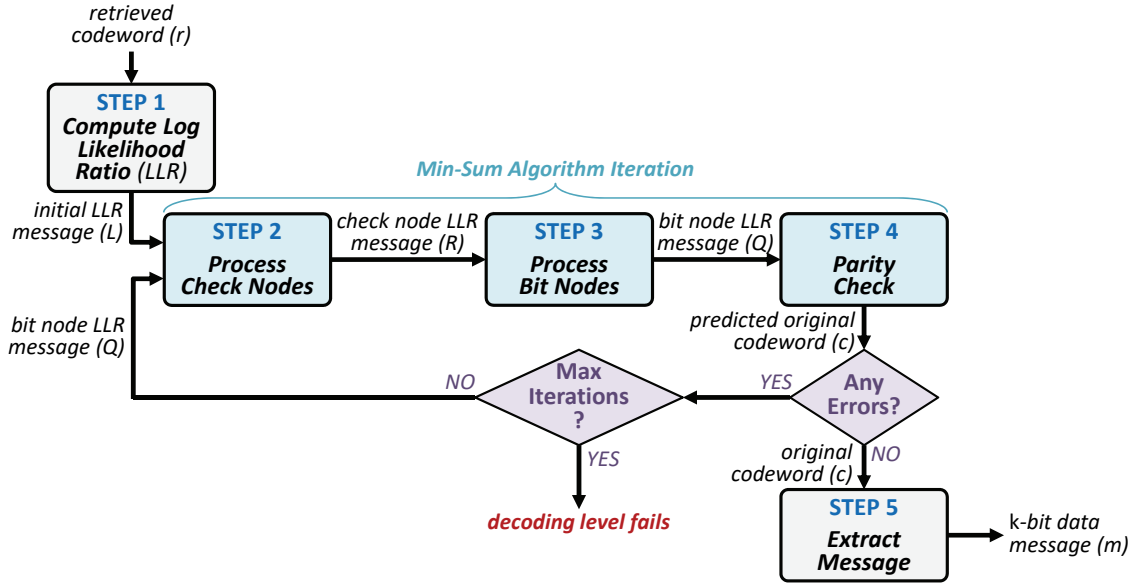 retrieved
codeword (r)
STEP 1
Compute Log
Likelihood
Ratio (LLR)
Min-Sum Algorithm Iteration
initial LLR
message (L)
STEP 2
Process
Check Nodes
check node LLR
message (R)
STEP 3
Process
Bit Nodes
bit node LLR
message (Q)
STEP 4
Parity
Check
bit node LLR
message (Q)
predicted original
codeword (c)
NO
Max
Iterations
?
YES
Any
Errors?
YES
decoding level fails
original
codeword (c)
NO
STEP 5
Extract
Message
k-bit data
message (m)